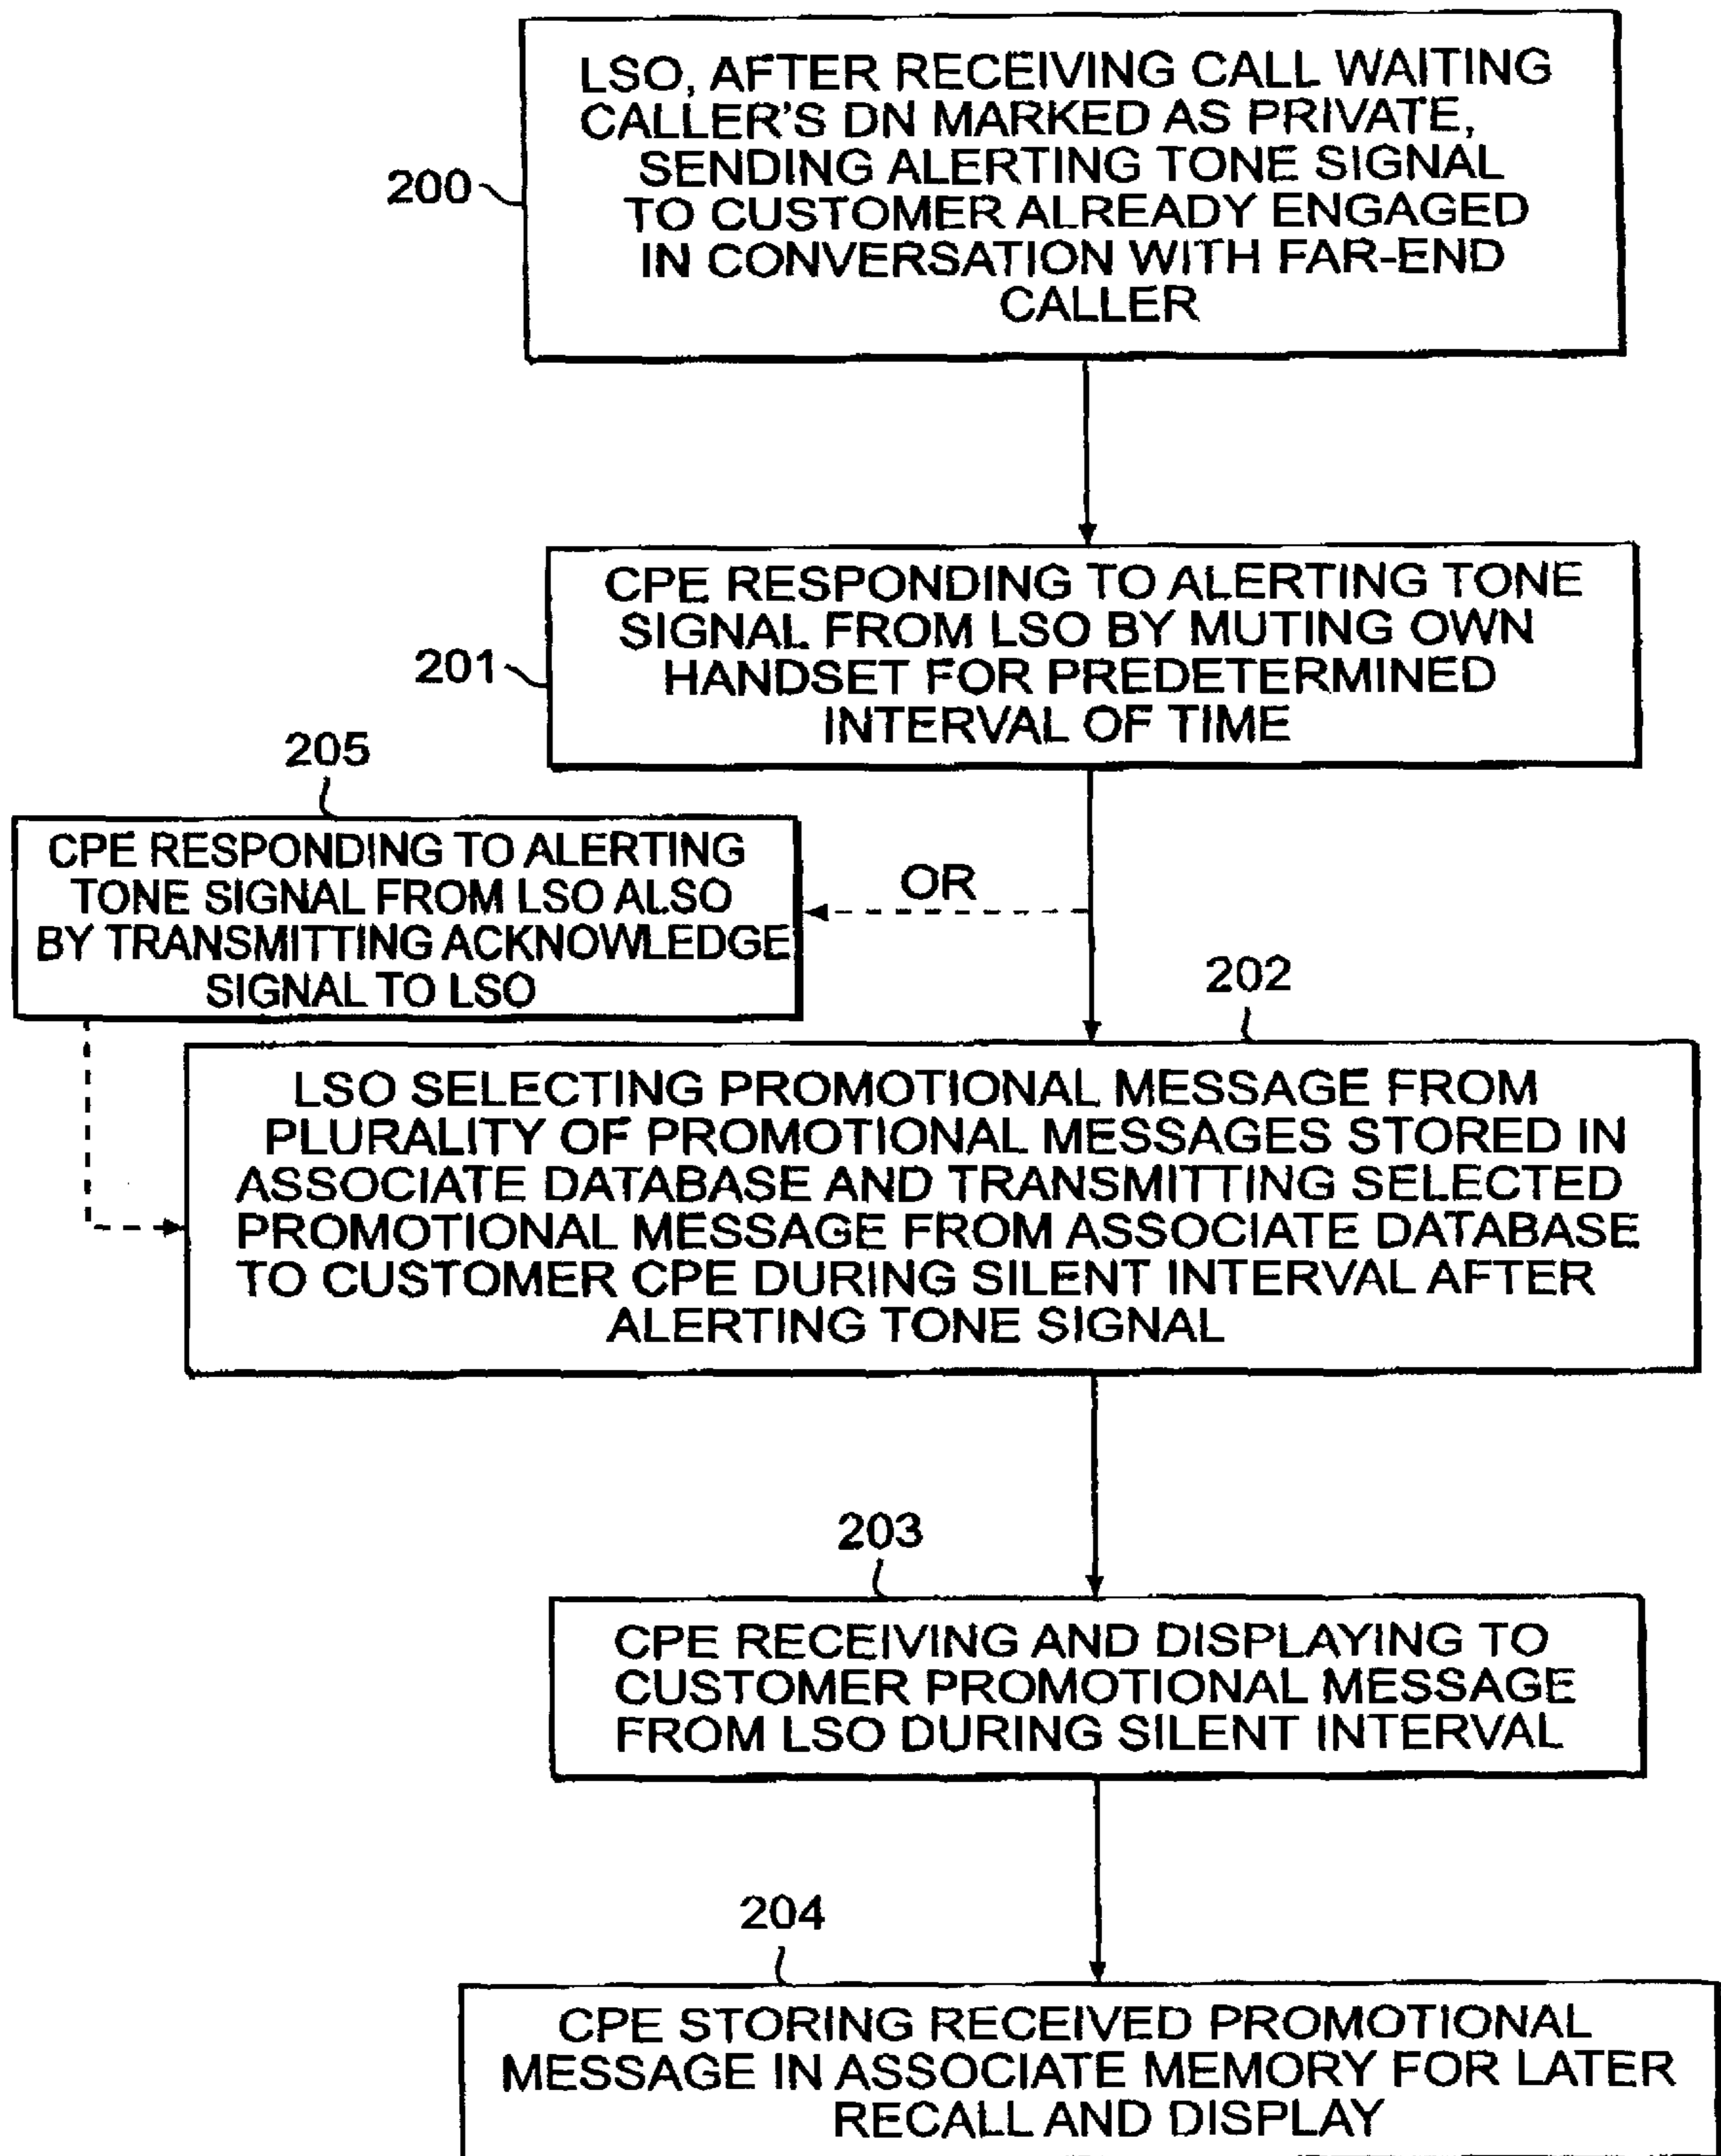 LSO, AFTER RECEIVING CALL WAITING
CALLER'S DN MARKED AS PRIVATE,
SENDING ALERTING TONE SIGNAL
TO CUSTOMER ALREADY ENGAGED
IN CONVERSATION WITH FAR-END
CALLER
200
CPE RESPONDING TO ALERTING TONE
SIGNAL FROM LSO BY MUTING OWN
HANDSET FOR PREDETERMINED
INTERVAL OF TIME
201
205
CPE RESPONDING TO ALERTING
TONE SIGNAL FROM LSO ALSO
BY TRANSMITTING ACKNOWLEDGE
SIGNAL TO LSO
OR
202
LSO SELECTING PROMOTIONAL MESSAGE FROM
PLURALITY OF PROMOTIONAL MESSAGES STORED IN
ASSOCIATE DATABASE AND TRANSMITTING SELECTED
PROMOTIONAL MESSAGE FROM ASSOCIATE DATABASE
TO CUSTOMER CPE DURING SILENT INTERVAL AFTER
ALERTING TONE SIGNAL
203
CPE RECEIVING AND DISPLAYING TO
CUSTOMER PROMOTIONAL MESSAGE
FROM LSO DURING SILENT INTERVAL
204
CPE STORING RECEIVED PROMOTIONAL
MESSAGE IN ASSOCIATE MEMORY FOR LATER
RECALL AND DISPLAY